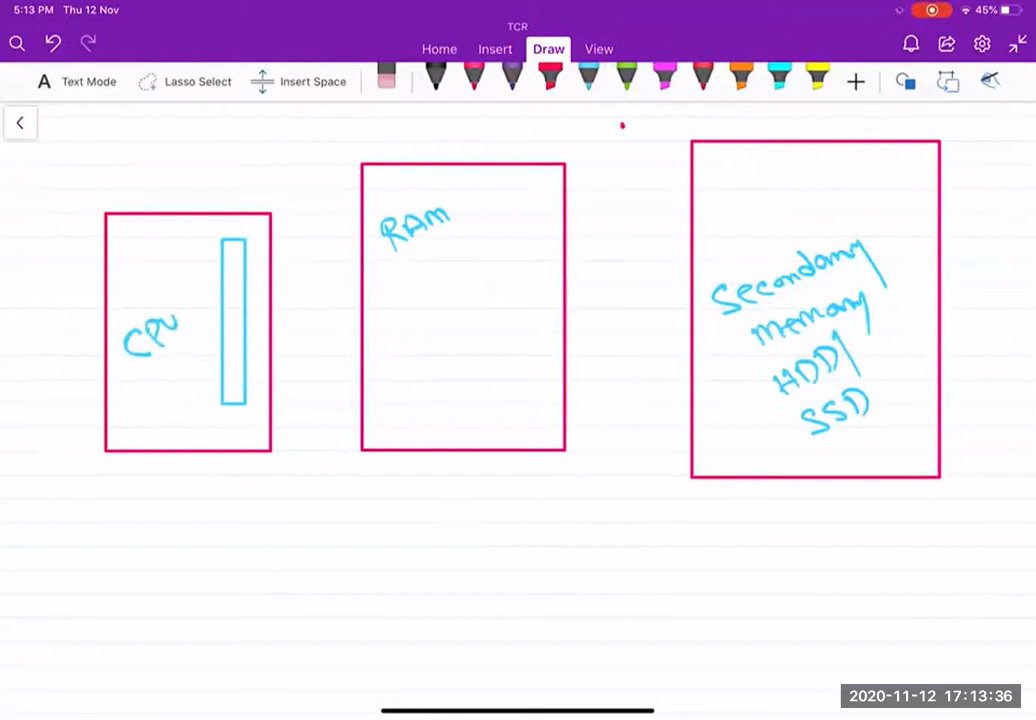 5:13 PM Thu 12 Nov
45%
TCR
Home Insert Draw View
A Text Mode Lasso Select Insert Space
RAM
CPU
Secondary
memory
HDD/
SSD
2020-11-12 17:13:36